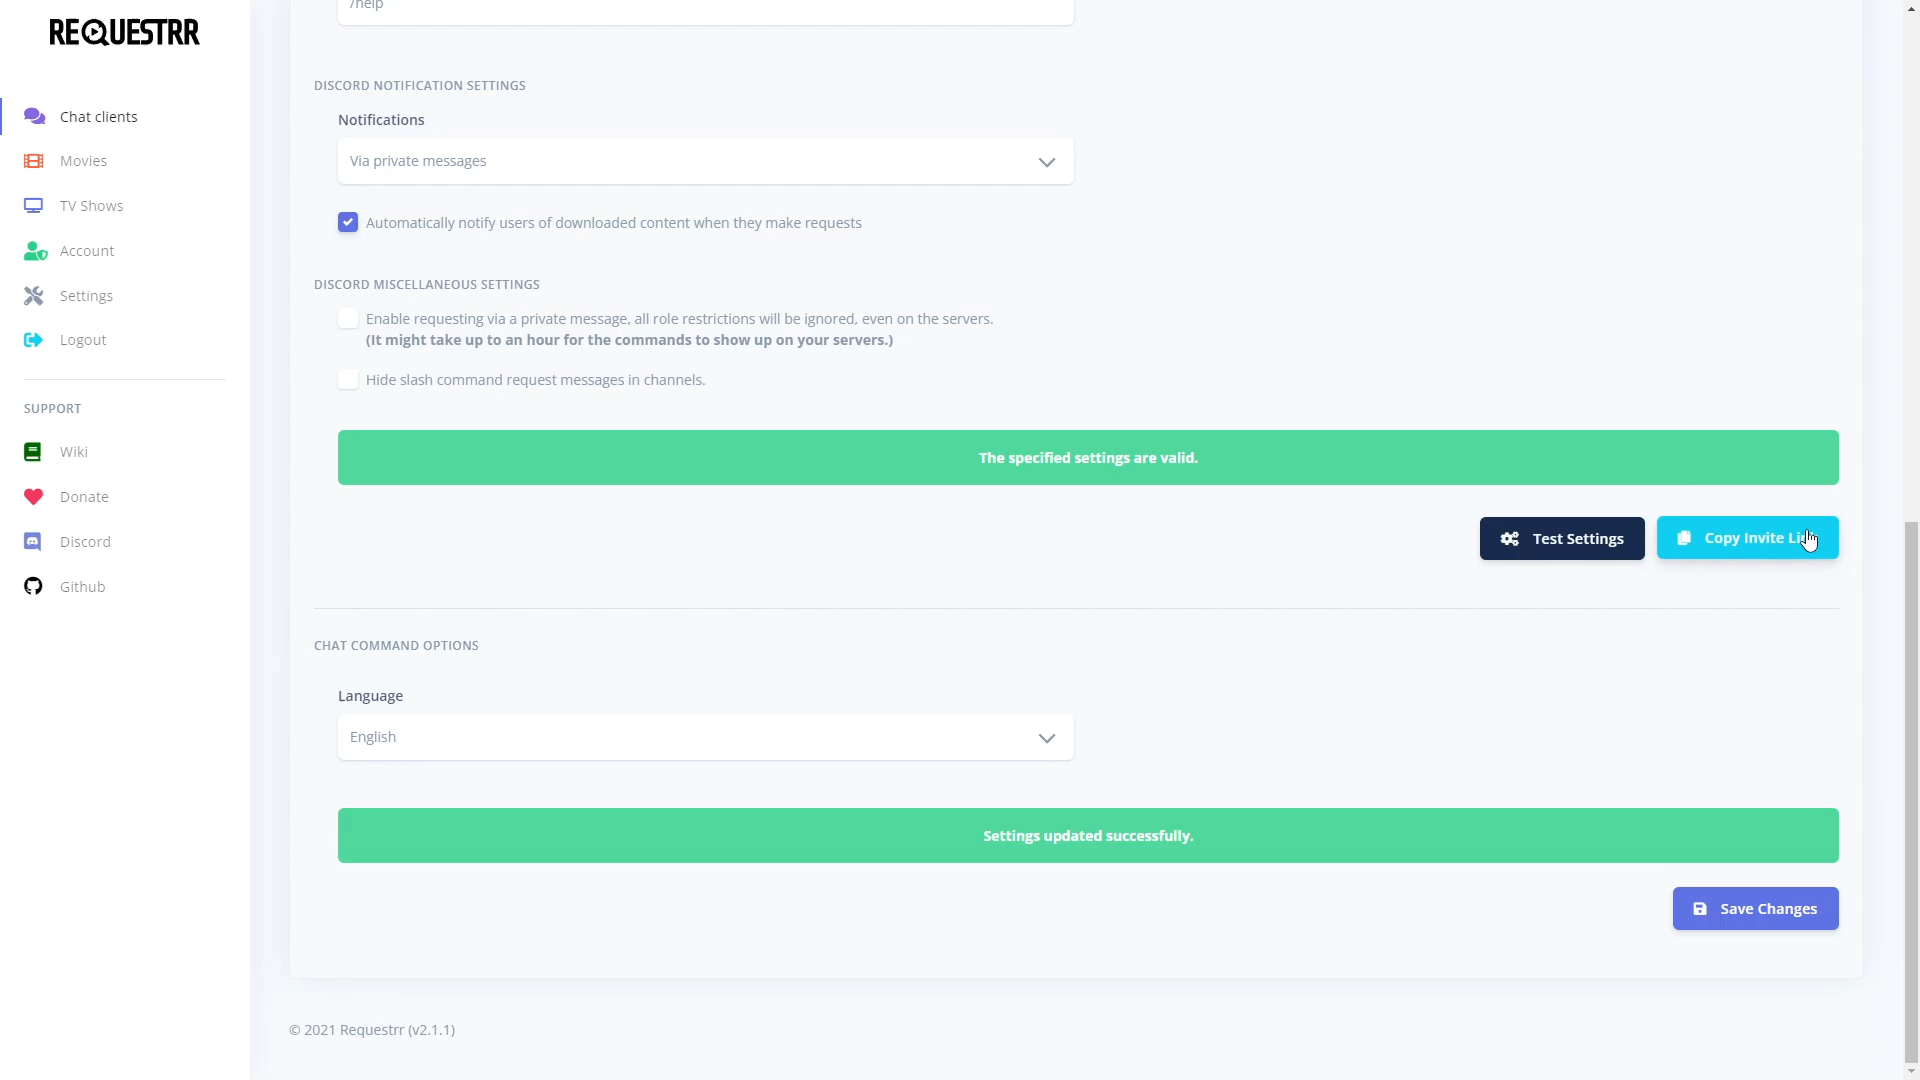 REQUESTRR
Chat clients
Movies
TV Shows
Account
Settings
Logout
SUPPORT
Wiki
Donate
Discord
Github
/help
DISCORD NOTIFICATION SETTINGS
Notifications
Via private messages
Automatically notify users of downloaded content when they make requests
DISCORD MISCELLANEOUS SETTINGS
Enable requesting via a private message, all role restrictions will be ignored, even on the servers.
(It might take up to an hour for the commands to show up on your servers.)
Hide slash command request messages in channels.
The specified settings are valid.
Test Settings
Copy Invite
CHAT COMMAND OPTIONS
Language
English
Settings updated successfully.
Save Changes
© 2021 Requestrr (v2.1.1)